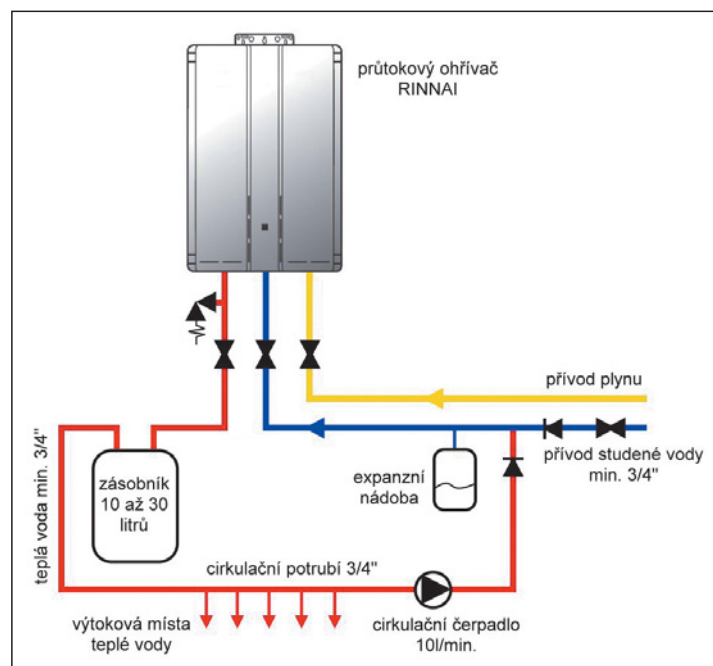 průtokový ohřívač
RINNAI
přívod plynu
přívod studené vody
min. 3/4"
expanzní
nádoba
teplá voda min. 3/4"
zásobník
10 až 30
litrů
cirkulační potrubí 3/4"
výtoková místa
teplé vody
cirkulační čerpadlo
10l/min.